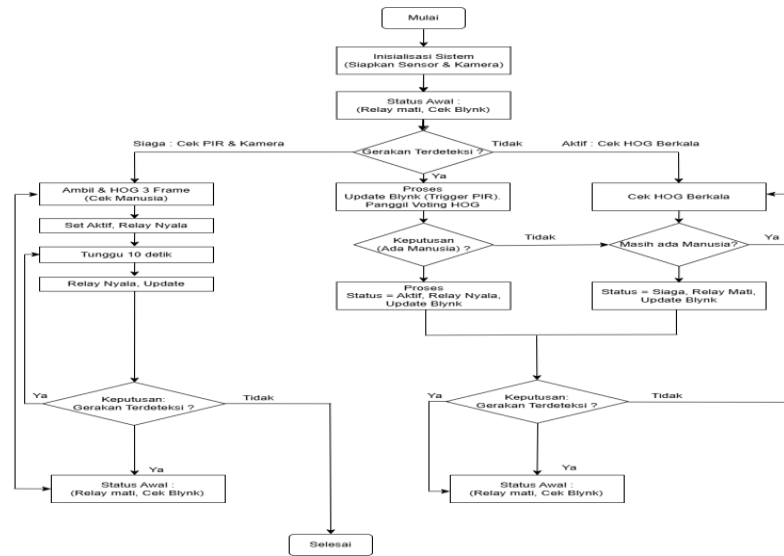 Mulai
Inisialisasi Sistem
(Siapkan Sensor & Kamera)
Status Awal :
(Relay mati, Cek Blynk)
Siaga : Cek PIR & Kamera
Gerakan Terdeteksi ?
Tidak
Aktif : Cek HOG Berkala
Ya
Ambil & HOG 3 Frame
(Cek Manusia)
Set Aktif, Relay Nyala
Tunggu 10 detik
Relay Nyala, Update
Proses
Update Blynk (Trigger PIR).
Panggil Voting HOG
Cek HOG Berkala
Keputusan
(Ada Manusia) ?
Tidak
Masih ada Manusia?
Ya
Proses
Status = Aktif, Relay Nyala,
Update Blynk
Status = Siaga, Relay Mati,
Update Blynk
Ya
Keputusan:
Gerakan Terdeteksi ?
Tidak
Ya
Status Awal :
(Relay mati, Cek Blynk)
Ya
Keputusan:
Gerakan Terdeteksi ?
Tidak
Ya
Status Awal :
(Relay mati, Cek Blynk)
Selesai